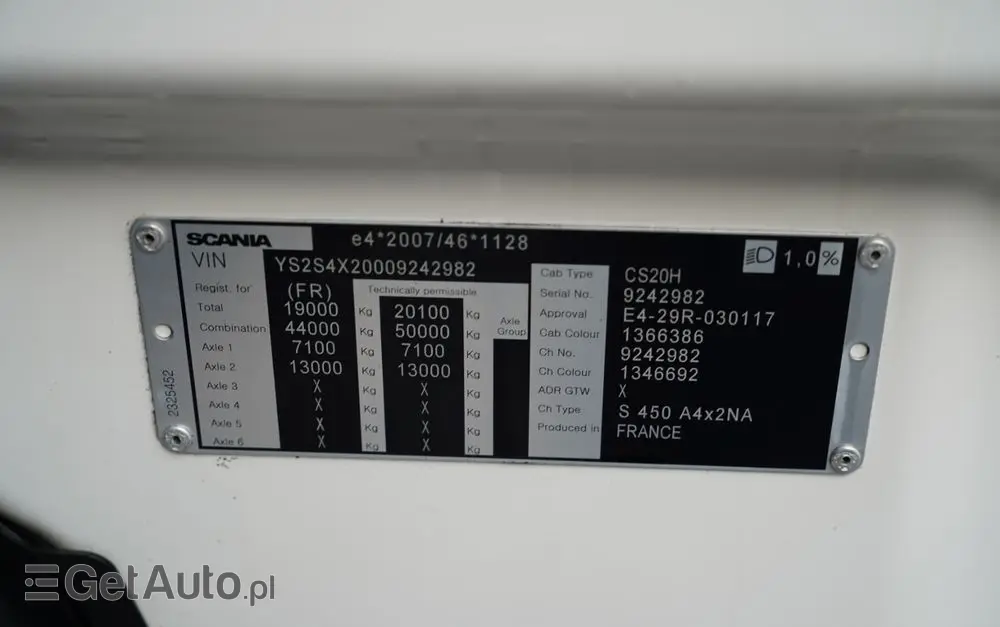 SCANIA e4*2007/46*1128 1,0%
VIN YS2S4X20009242982
Regist. for (FR) Technically permissible
Total 19000 Kg 20100 Kg
Combination 44000 Kg 50000 Kg Axle Group
Axle 1 7100 Kg 7100 Kg
Axle 2 13000 Kg 13000 Kg
Axle 3 X Kg X Kg
Axle 4 X Kg X Kg
Axle 5 X Kg X Kg
Axle 6 X Kg X Kg
Cab Type CS20H
Serial No. 9242982
Approval E4-29R-030117
Cab Colour 1366386
Ch No. 9242982
Ch Colour 1346692
ADR GTW X
Ch Type S 450 A4x2NA
Produced in FRANCE
2325452
GetAuto.pl